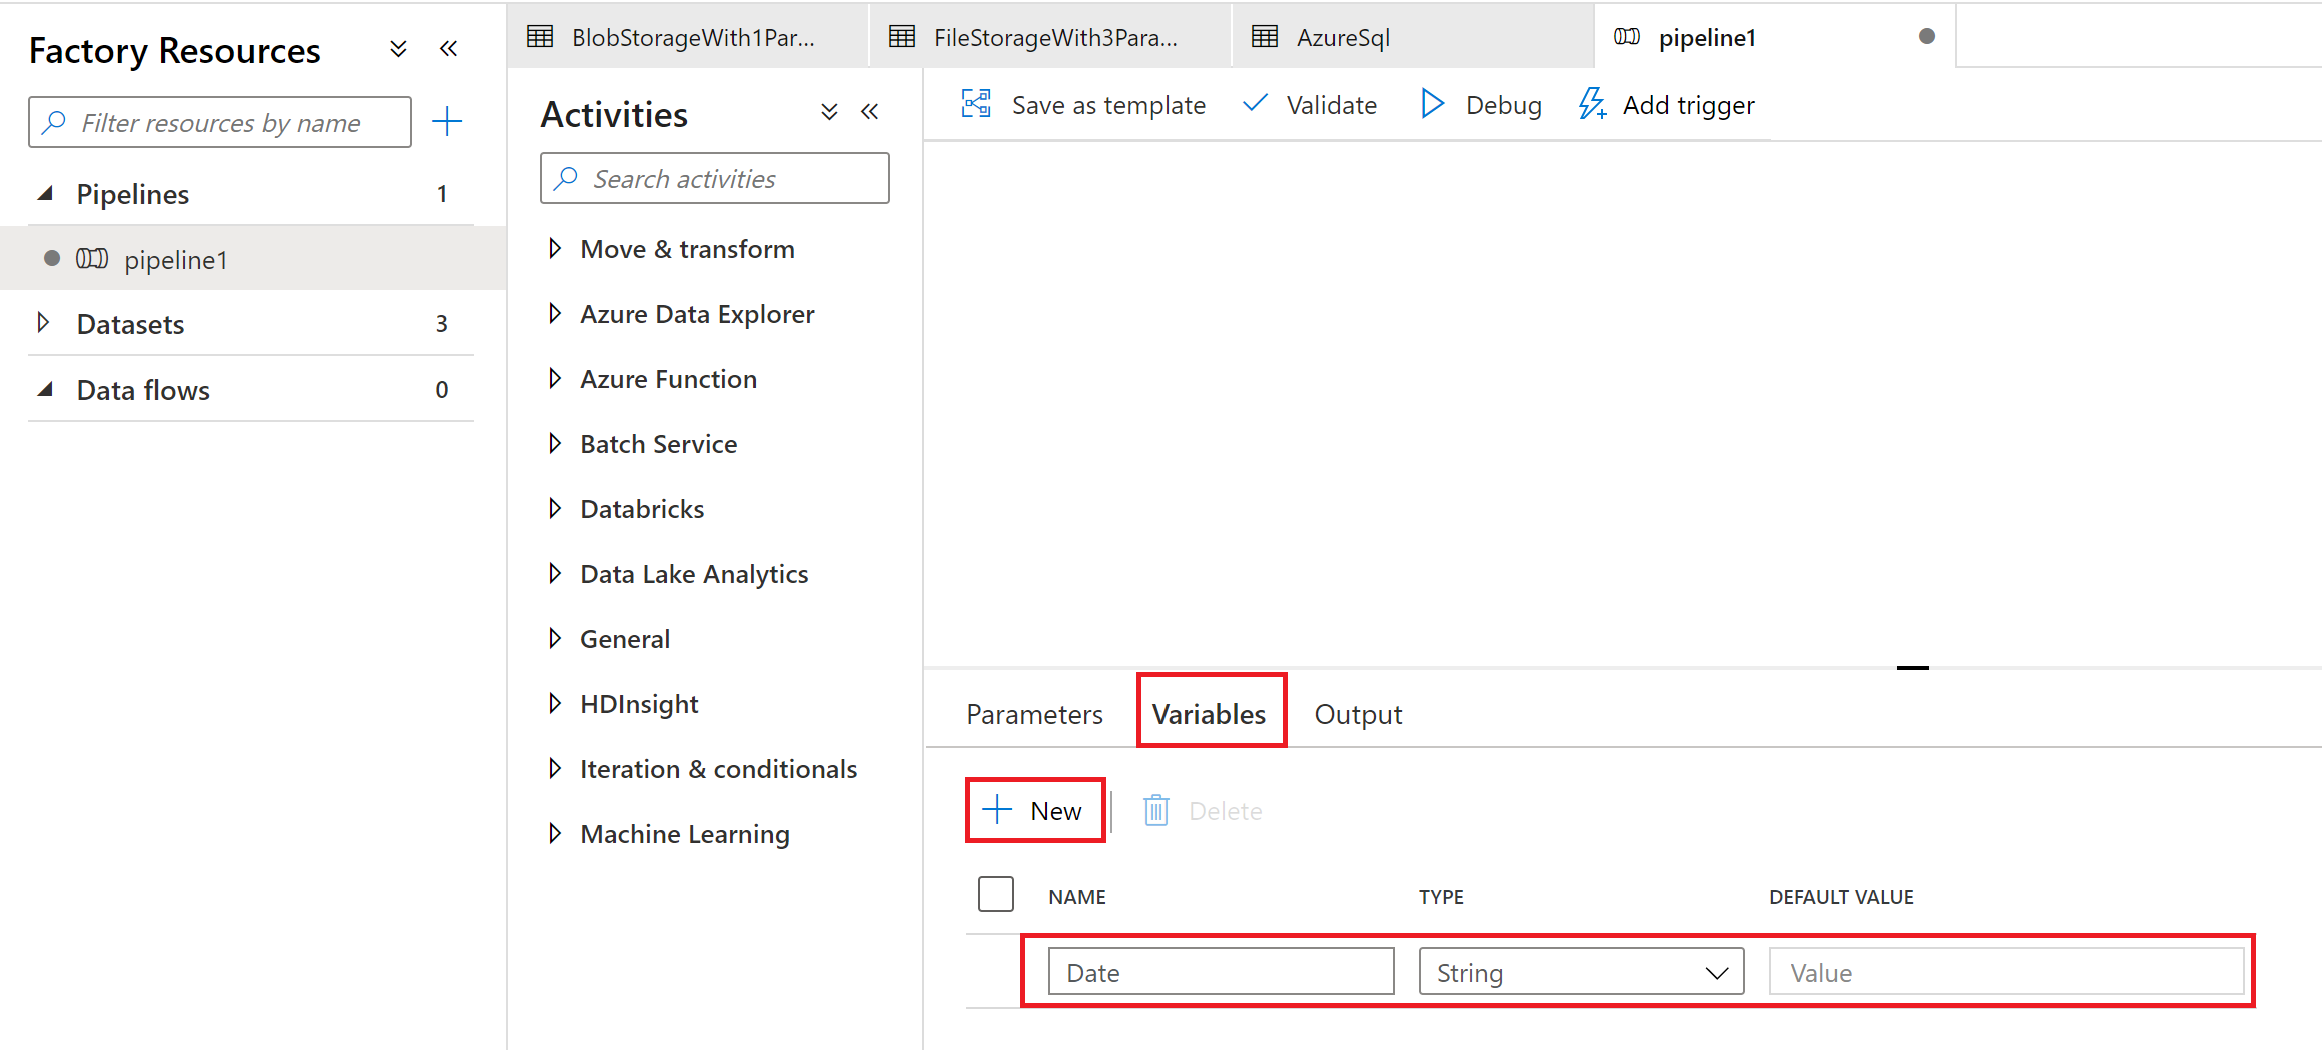 Factory Resources
Filter resources by name
Pipelines 1
pipeline1
Datasets 3
Data flows 0
BlobStorageWith1Par...
FileStorageWith3Para...
AzureSql
pipeline1
Activities
Search activities
Move & transform
Azure Data Explorer
Azure Function
Batch Service
Databricks
Data Lake Analytics
General
HDInsight
Iteration & conditionals
Machine Learning
Save as template Validate Debug Add trigger
Parameters Variables Output
New Delete
NAME TYPE DEFAULT VALUE
Date String Value